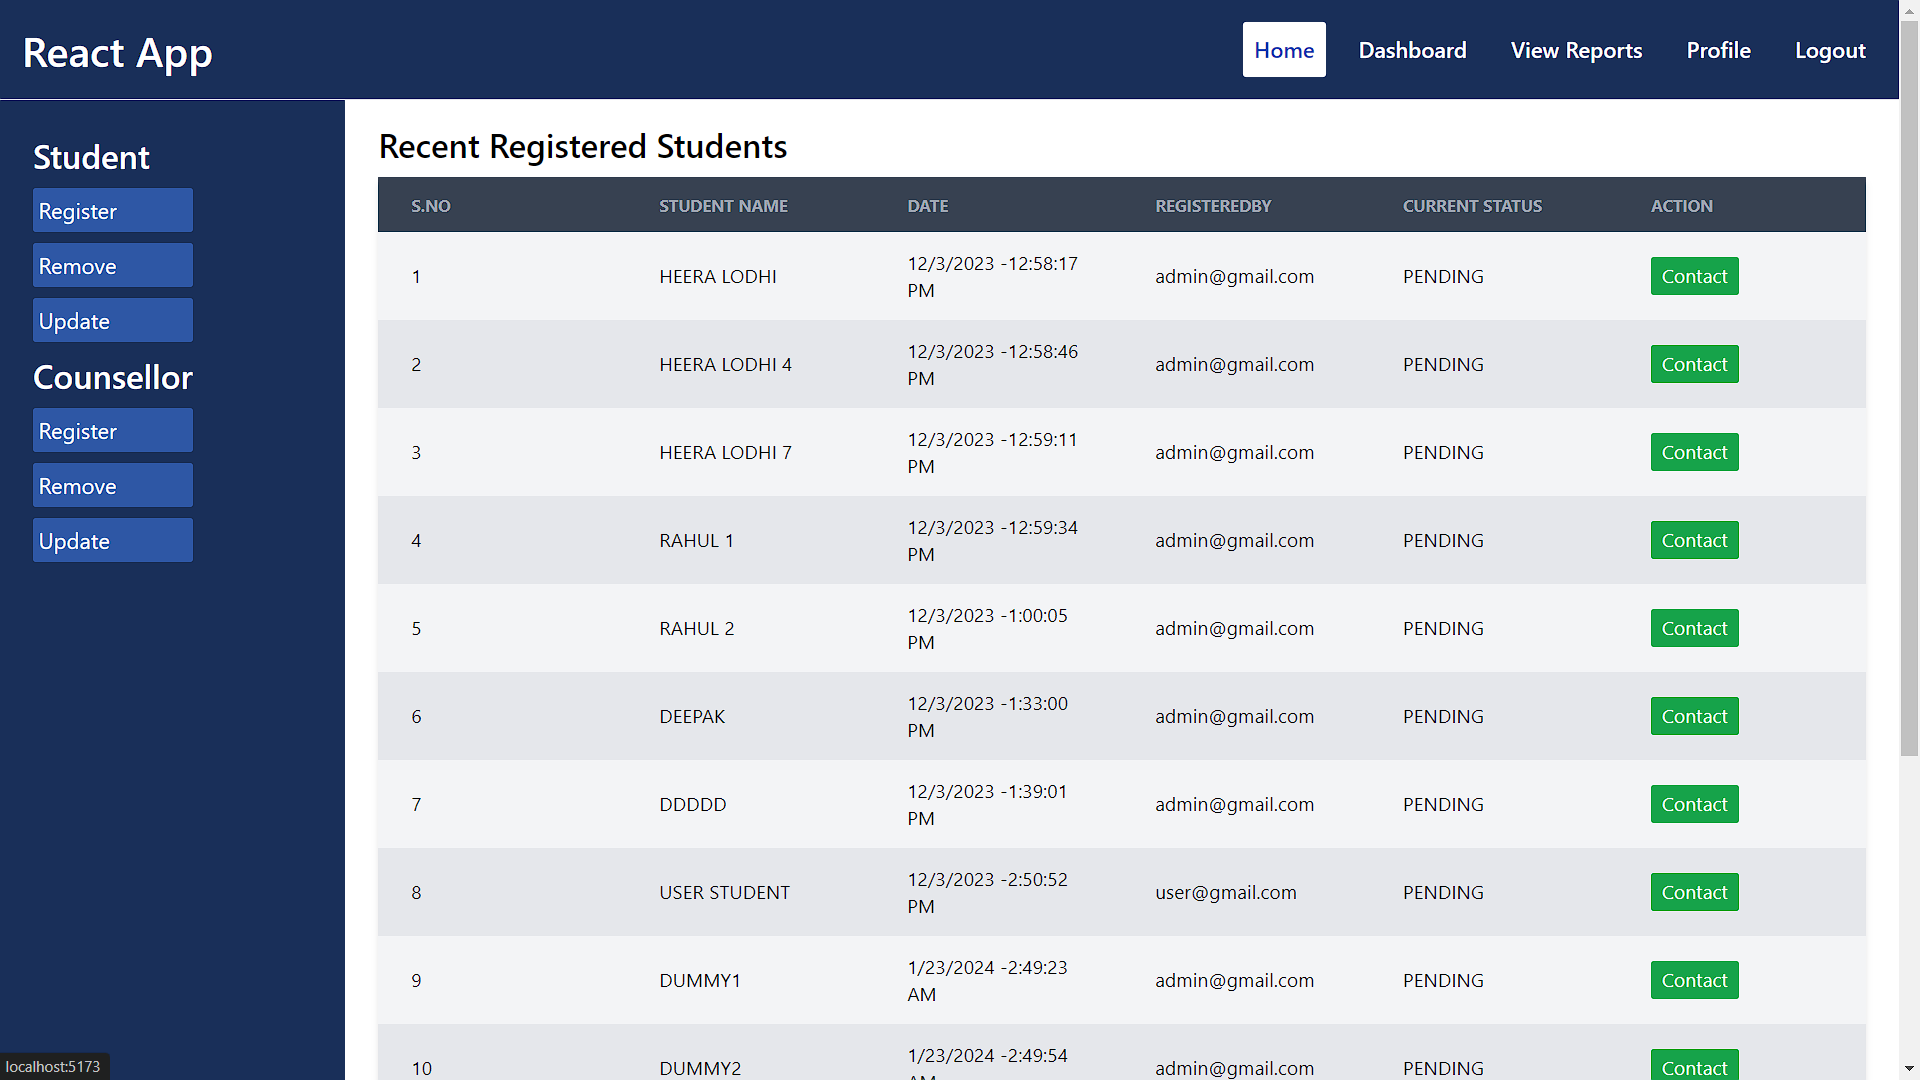 React App
Home Dashboard View Reports Profile Logout
Student
Register
Remove
Update
Counsellor
Register
Remove
Update
Recent Registered Students
S.NO STUDENT NAME DATE REGISTEREDBY CURRENT STATUS ACTION
1 HEERA LODHI 12/3/2023 -12:58:17 PM admin@gmail.com PENDING Contact
2 HEERA LODHI 4 12/3/2023 -12:58:46 PM admin@gmail.com PENDING Contact
3 HEERA LODHI 7 12/3/2023 -12:59:11 PM admin@gmail.com PENDING Contact
4 RAHUL 1 12/3/2023 -12:59:34 PM admin@gmail.com PENDING Contact
5 RAHUL 2 12/3/2023 -1:00:05 PM admin@gmail.com PENDING Contact
6 DEEPAK 12/3/2023 -1:33:00 PM admin@gmail.com PENDING Contact
7 DDDDD 12/3/2023 -1:39:01 PM admin@gmail.com PENDING Contact
8 USER STUDENT 12/3/2023 -2:50:52 PM user@gmail.com PENDING Contact
9 DUMMY1 1/23/2024 -2:49:23 AM admin@gmail.com PENDING Contact
10 DUMMY2 1/23/2024 -2:49:54 AM admin@gmail.com PENDING Contact
localhost:5173